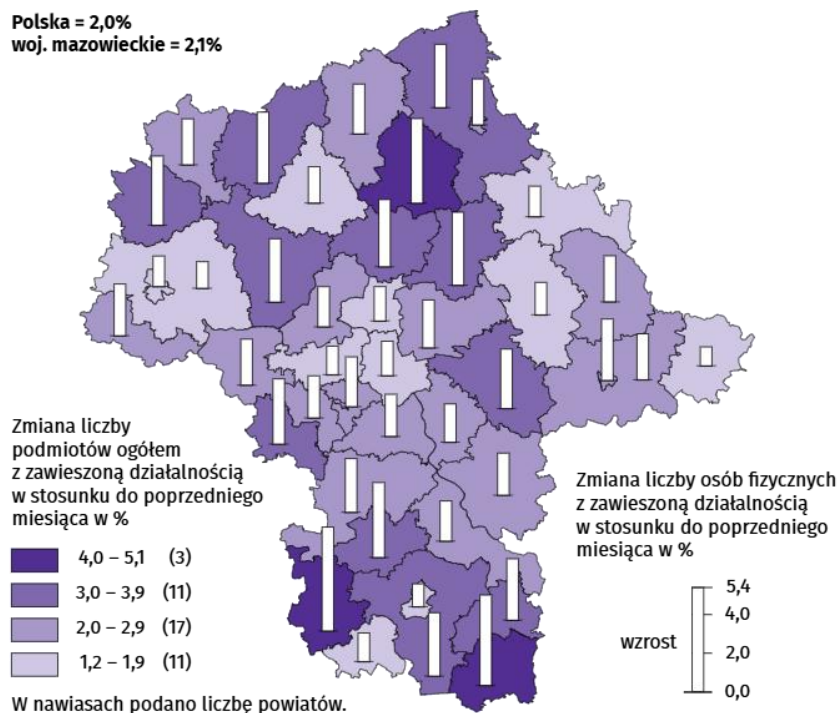 Polska = 2,0%
woj. mazowieckie = 2,1%
Zmiana liczby
podmiotów ogółem
z zawieszoną działalnością
w stosunku do poprzedniego
miesiąca w %
4,0 – 5,1 (3)
3,0 – 3,9 (11)
2,0 – 2,9 (17)
1,2 – 1,9 (11)
W nawiasach podano liczbę powiatów.
Zmiana liczby osób fizycznych
z zawieszoną działalnością
w stosunku do poprzedniego
miesiąca w %
wzrost
5,4
4,0
2,0
0,0